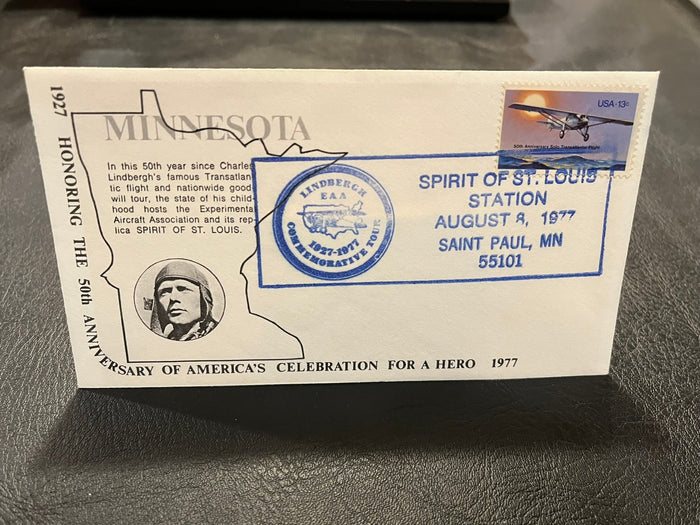 1927 HONORING THE 50th ANNIVERSARY OF AMERICA'S CELEBRATION FOR A HERO 1977
MINNESOTA
In this 50th year since Charles
Lindbergh's famous Transatlan-
tic flight and nationwide good
will tour, the state of his child-
hood hosts the Experimental
Aircraft Association and its rep-
lica SPIRIT OF ST. LOUIS.
USA·13c
50th Anniversary Solo Transatlantic Flight
LINDBERGH
EAA
1927-1977
COMMEMORATIVE TOUR
SPIRIT OF ST. LOUIS
STATION
AUGUST 8, 1977
SAINT PAUL, MN
55101